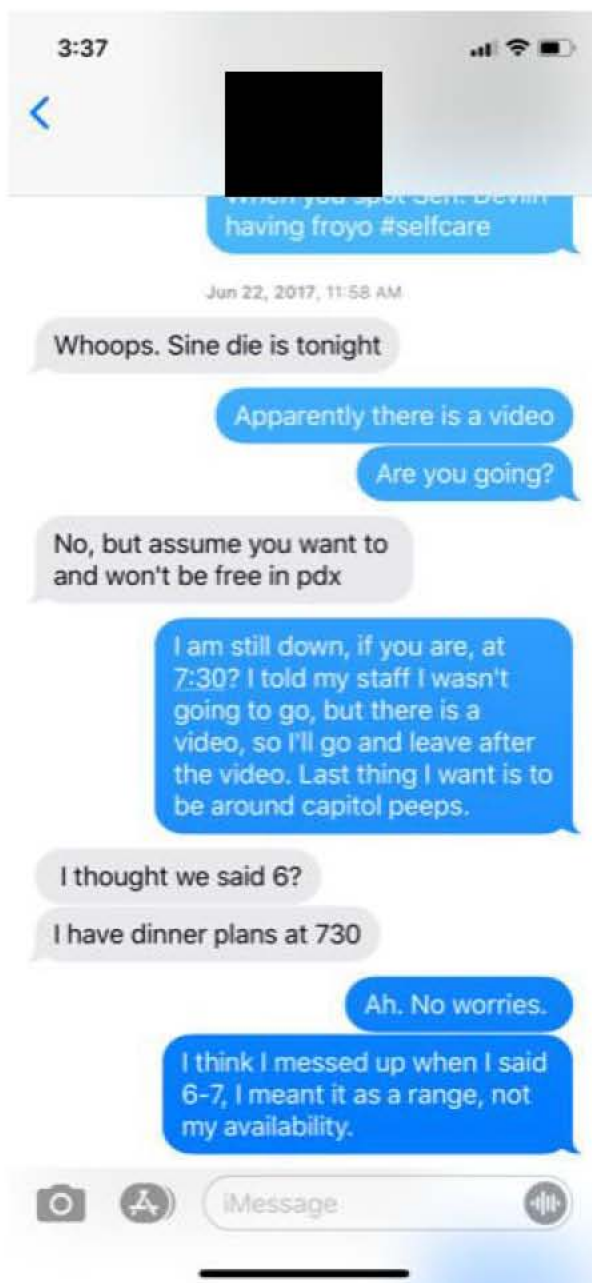 3:37
When you spot Sen. Devlin
having froyo #selfcare
Jun 22, 2017, 11:58 AM
Whoops. Sine die is tonight
Apparently there is a video
Are you going?
No, but assume you want to
and won't be free in pdx
I am still down, if you are, at
7:30? I told my staff I wasn't
going to go, but there is a
video, so I'll go and leave after
the video. Last thing I want is to
be around capitol peeps.
I thought we said 6?
I have dinner plans at 730
Ah. No worries.
I think I messed up when I said
6-7, I meant it as a range, not
my availability.
iMessage